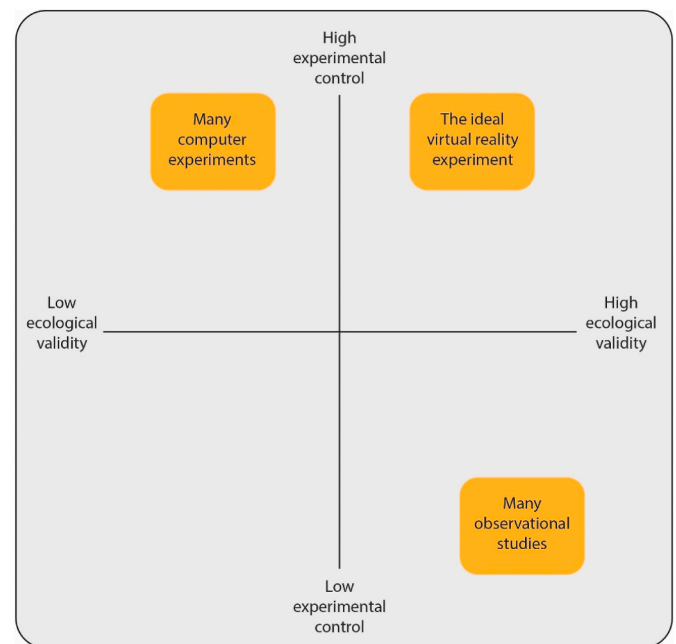 High
experimental
control
Many
computer
experiments
The ideal
virtual reality
experiment
Low
ecological
validity
High
ecological
validity
Many
observational
studies
Low
experimental
control